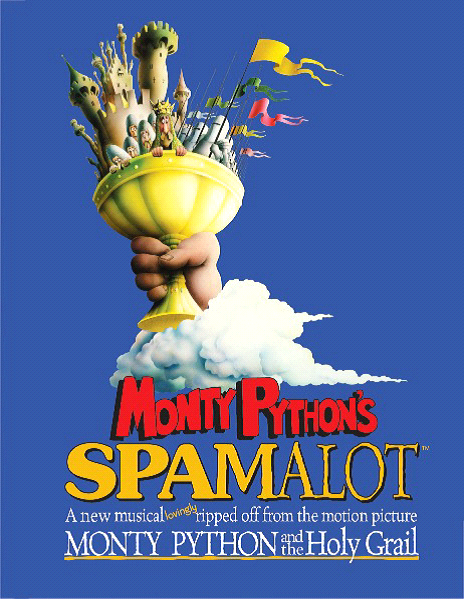 MONTY PYTHON'S
SPAMALOT™
A new musical lovingly ripped off from the motion picture
MONTY PYTHON and the Holy Grail